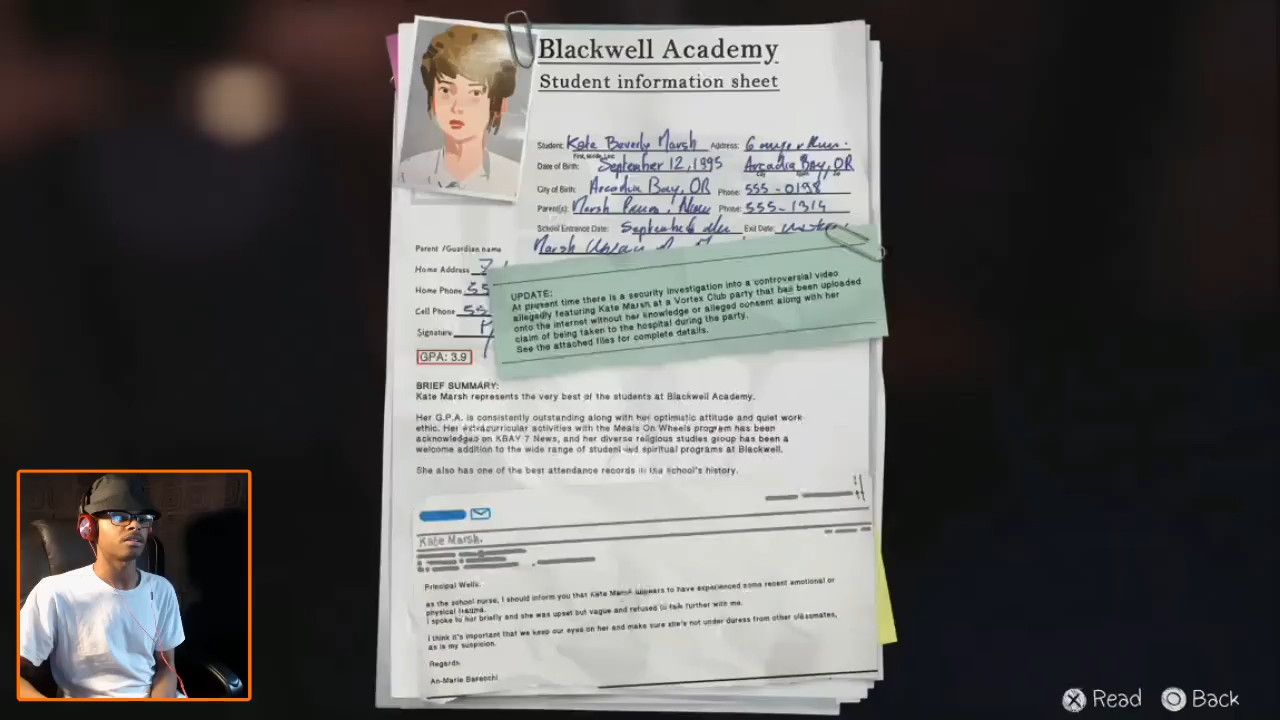 Blackwell Academy
Student information sheet
Student: Kate Beverly Marsh Address:
First, Middle, Last
Date of Birth: September 12, 1995 Arcadia Bay, OR
City of Birth: Arcadia Bay, OR Phone: 555-0198
Parent(s): Marsh Phone: 555-1314
School Entrance Date: Exit Date:
Marsh
Parent /Guardian name
Home Address
Home Phone 55
Cell Phone 55
Signature
UPDATE:
At present time there is a security investigation into a controversial video
allegedly featuring Kate Marsh at a Vortex Club party that has been uploaded
onto the internet without her knowledge or alleged consent along with her
claim of being taken to the hospital during the party.
See the attached files for complete details.
GPA: 3.9
BRIEF SUMMARY:
Kate Marsh represents the very best of the students at Blackwell Academy.
Her G.P.A. is consistently outstanding along with her optimistic attitude and quiet work
ethic. Her extracurricular activities with the Meals On Wheels program has been
acknowledged on KBAY 7 News, and her diverse religious studies group has been a
welcome addition to the wide range of student led spiritual programs at Blackwell.
She also has one of the best attendance records in the school's history.
Kate Marsh.
Principal Wells:
as the school nurse, I should inform you that Kate Marsh appears to have experienced some recent emotional or
physical trauma.
I spoke to her briefly and she was upset but vague and refused to talk further with me.
I think it's important that we keep our eyes on her and make sure she's not under duress from other classmates,
as is my suspicion.
Regards.
An-Marie
Read
Back